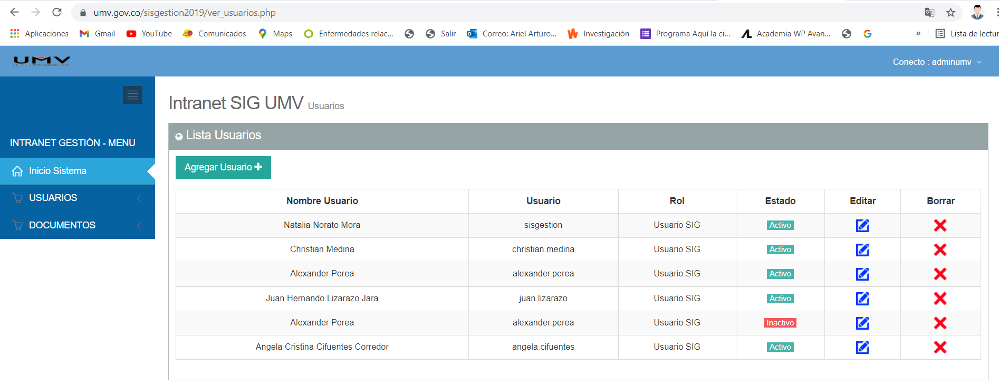 umv.gov.co/sisgestion2019/ver_usuarios.php
Aplicaciones Gmail YouTube Comunicados Maps Enfermedades relac... Salir Correo: Ariel Arturo... Investigación Programa Aquí la ci... Academia WP Avan... » Lista de lectur
UMV
Conecto : adminumv
Intranet SIG UMV Usuarios
INTRANET GESTIÓN - MENU
Inicio Sistema
USUARIOS
DOCUMENTOS
Lista Usuarios
Agregar Usuario
Nombre Usuario Usuario Rol Estado Editar Borrar
Natalia Norato Mora sisgestion Usuario SIG Activo
Christian Medina christian.medina Usuario SIG Activo
Alexander Perea alexander.perea Usuario SIG Activo
Juan Hernando Lizarazo Jara juan.lizarazo Usuario SIG Activo
Alexander Perea alexander.perea Usuario SIG Inactivo
Angela Cristina Cifuentes Corredor angela.cifuentes Usuario SIG Activo